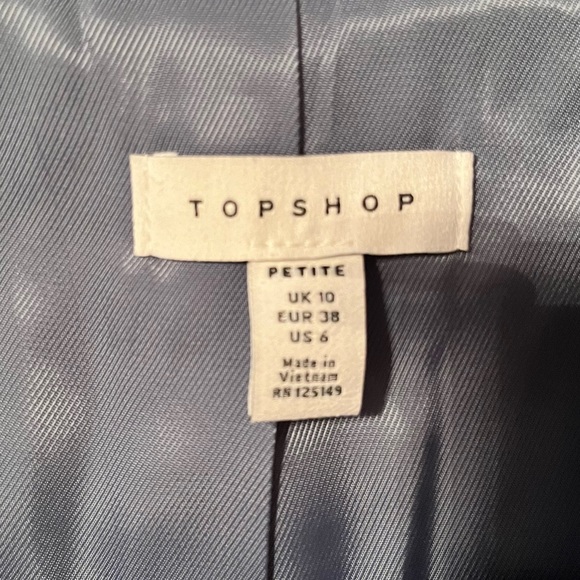 TOPSHOP
PETITE
UK 10
EUR 38
US 6
Made in
Vietnam
RN 125149